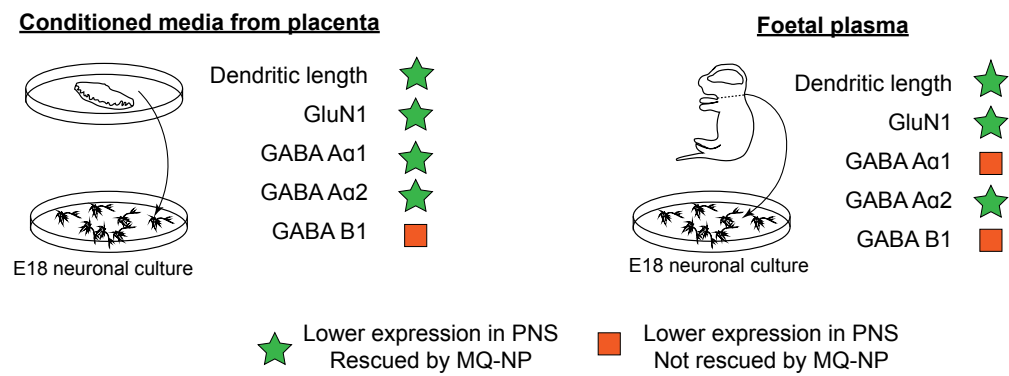 Conditioned media from placenta
Dendritic length
GluN1
GABA Aα1
GABA Aα2
GABA B1
E18 neuronal culture
Foetal plasma
Dendritic length
GluN1
GABA Aα1
GABA Aα2
GABA B1
E18 neuronal culture
Lower expression in PNS
Rescued by MQ-NP
Lower expression in PNS
Not rescued by MQ-NP